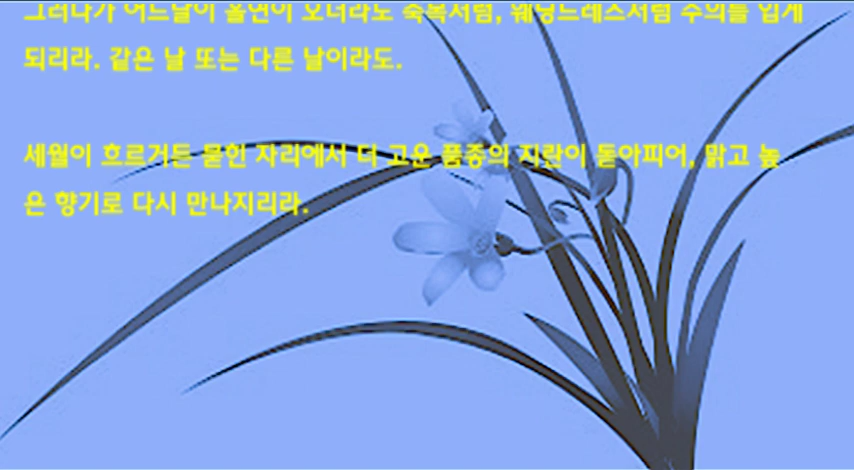 그러다가 어느날이 홀연이 오더라도 축복처럼, 웨딩드레스처럼 수의를 입게
되리라. 같은 날 또는 다른 날이라도.
세월이 흐르거든 묻힌 자리에서 더 고운 품종의 지란이 돋아피어, 맑고 높
은 향기로 다시 만나지리라.